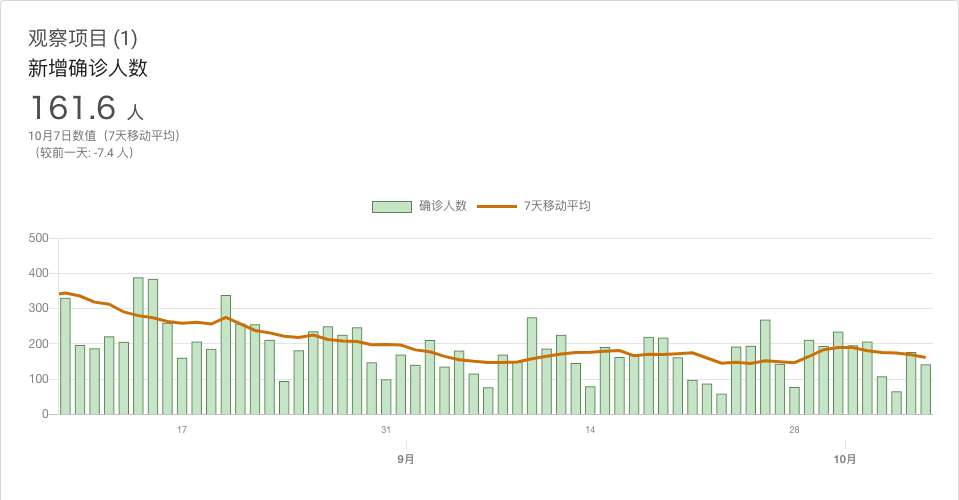 观察项目 (1)
新增确诊人数
161.6 人
10月7日数值（7天移动平均）
（较前一天: -7.4 人）
确诊人数 7天移动平均
500
400
300
200
100
0
17 31 14 28
9月 10月